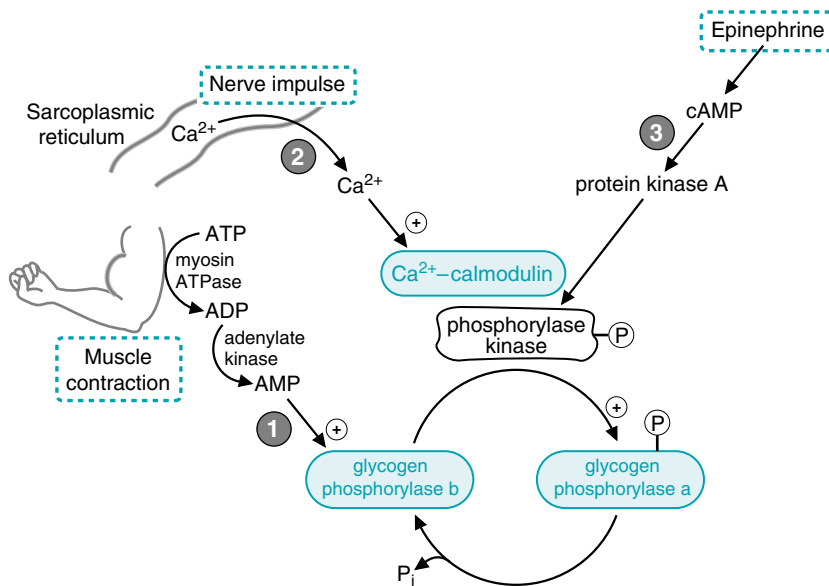 Epinephrine
Nerve impulse
Sarcoplasmic
reticulum
Ca²⁺
cAMP
3
2
Ca²⁺
protein kinase A
+
ATP
myosin
ATPase
Ca²⁺–calmodulin
ADP
phosphorylase
kinase
P
adenylate
kinase
Muscle
contraction
AMP
1
+
+
P
glycogen
phosphorylase b
glycogen
phosphorylase a
Pᵢ